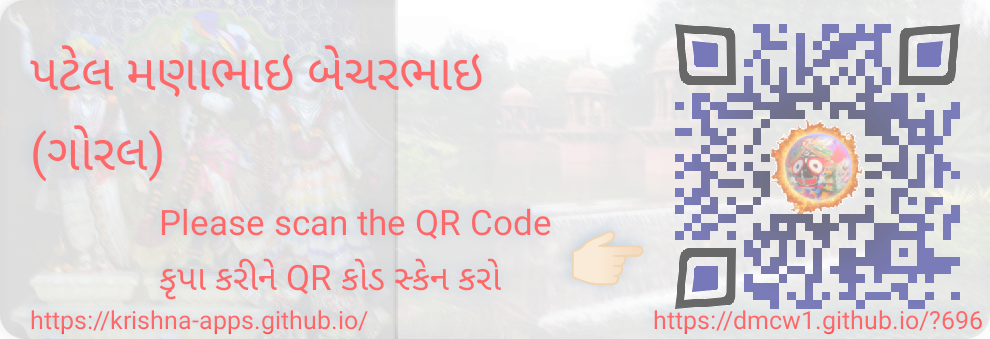 પટેલ મણાભાઇ બેચરભાઇ
(ગોરલ)
Please scan the QR Code
કૃપા કરીને QR કોડ સ્કેન કરો
https://krishna-apps.github.io/
https://dmcw1.github.io/?696